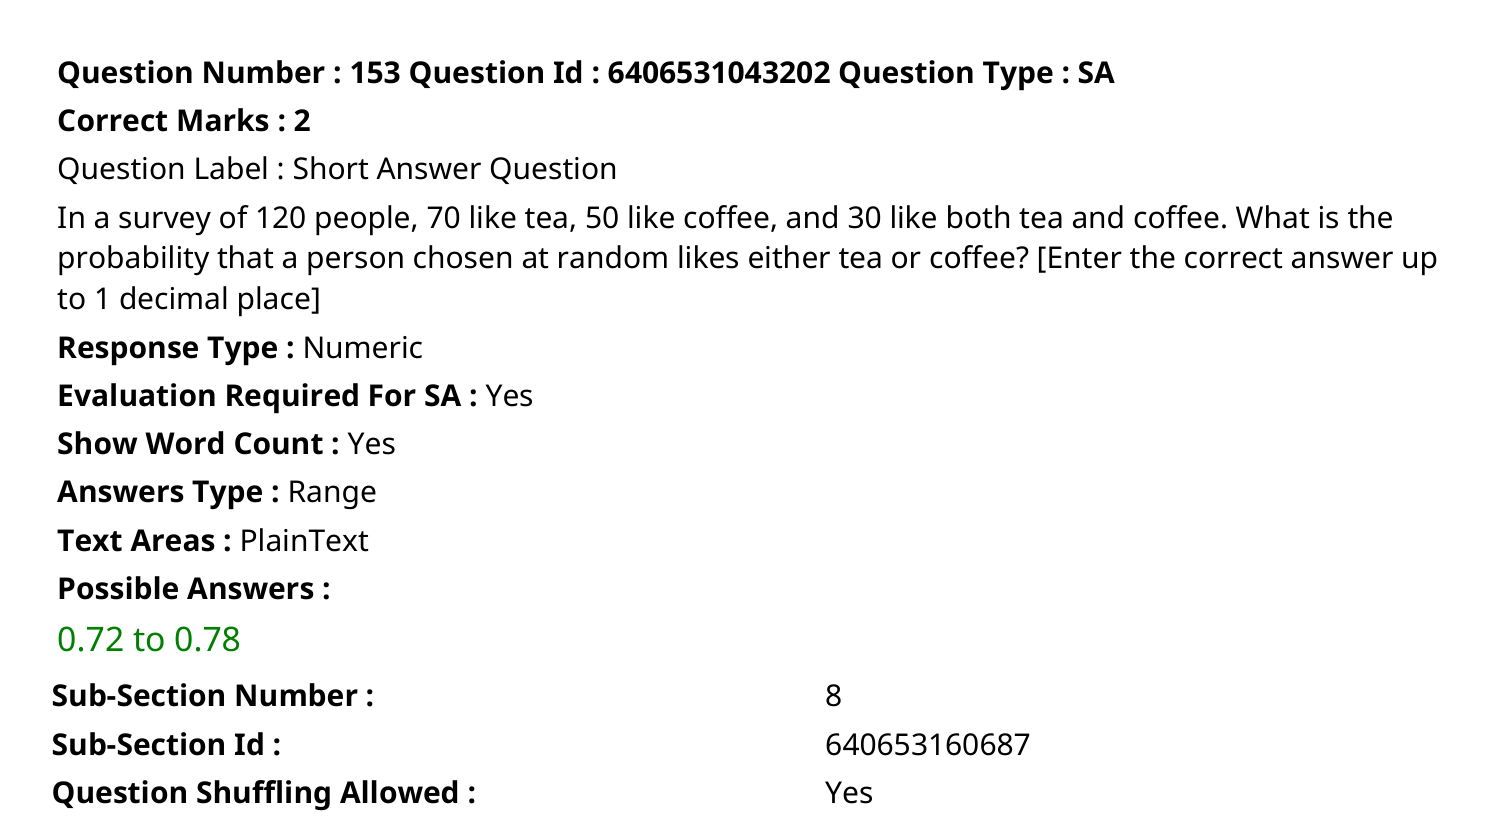 Question Number : 153 Question Id : 6406531043202 Question Type : SA
Correct Marks : 2
Question Label : Short Answer Question
In a survey of 120 people, 70 like tea, 50 like coffee, and 30 like both tea and coffee. What is the
probability that a person chosen at random likes either tea or coffee? [Enter the correct answer up
to 1 decimal place]
Response Type : Numeric
Evaluation Required For SA : Yes
Show Word Count : Yes
Answers Type : Range
Text Areas : PlainText
Possible Answers :
0.72 to 0.78
Sub-Section Number : 8
Sub-Section Id : 640653160687
Question Shuffling Allowed : Yes